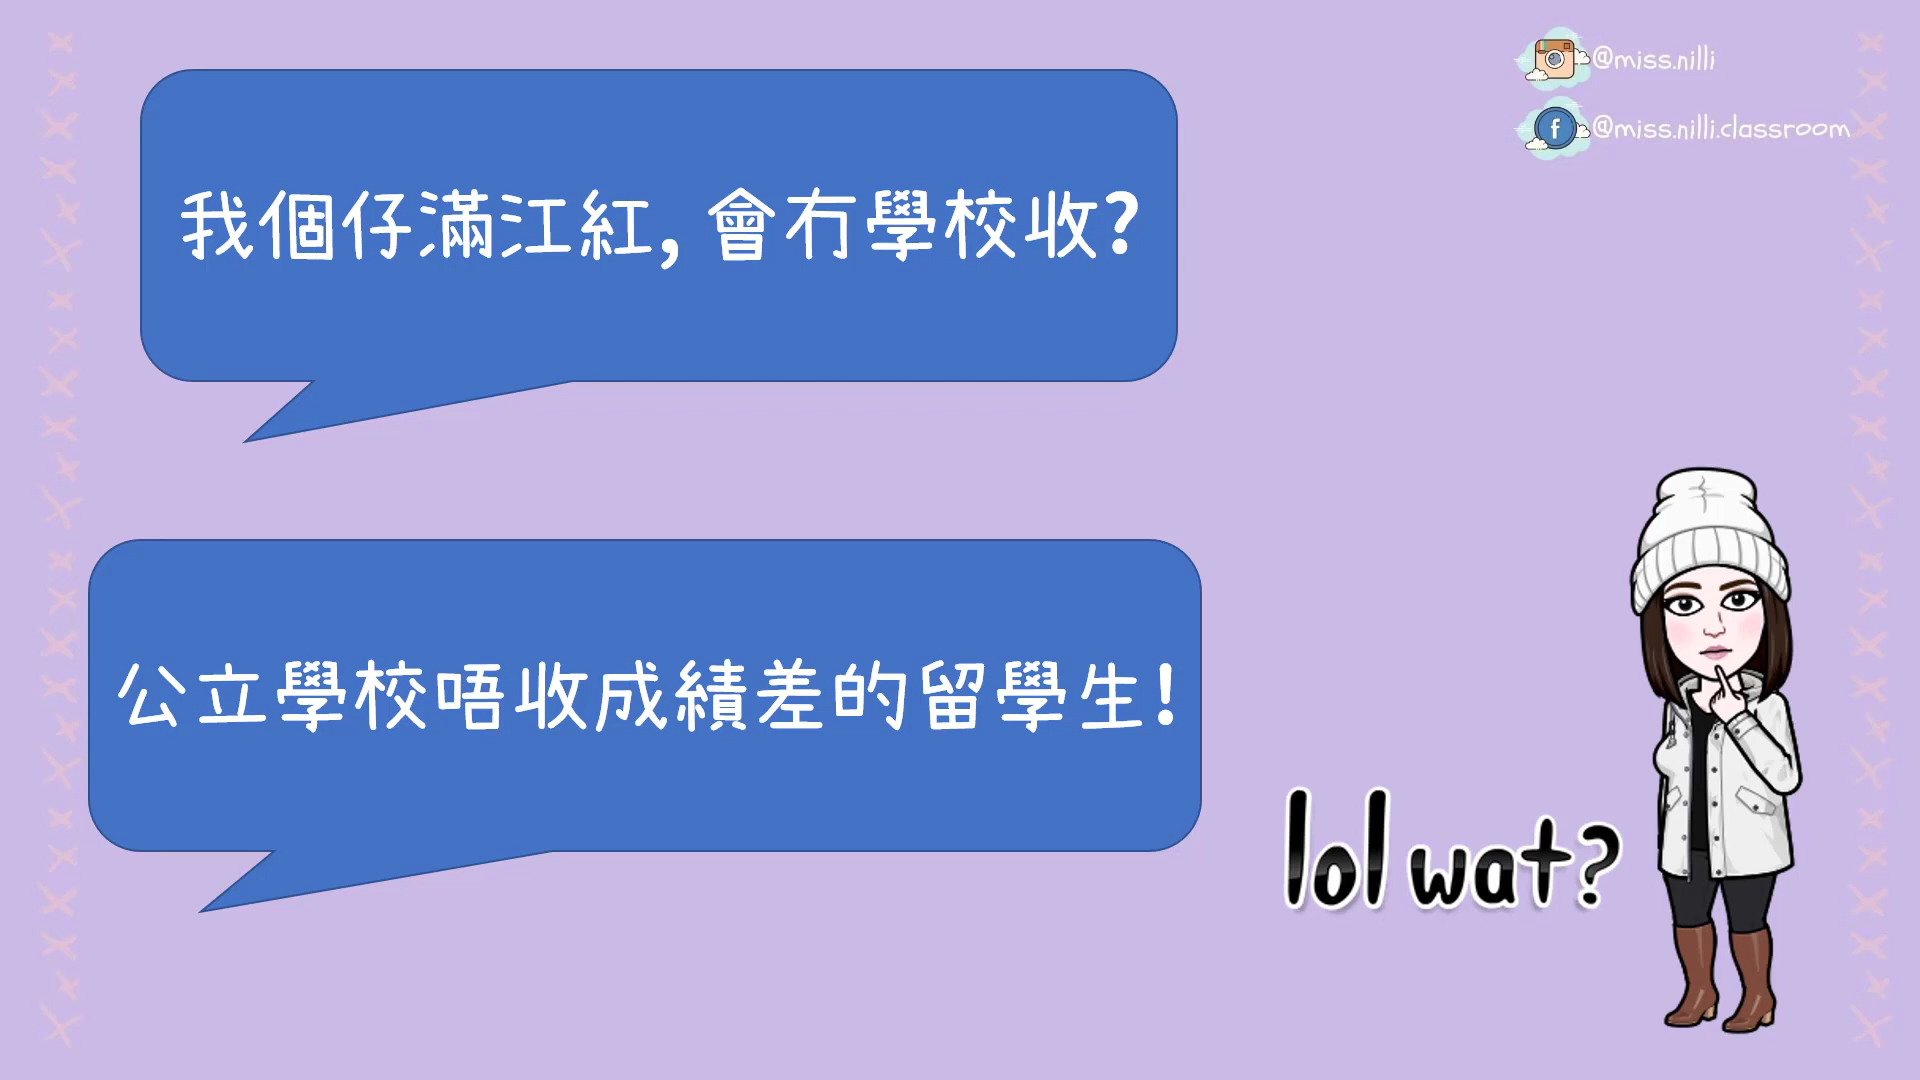 @miss.nilli
@miss.nilli.classroom
我個仔滿江紅, 會冇學校收?
公立學校唔收成績差的留學生!
lol wat?